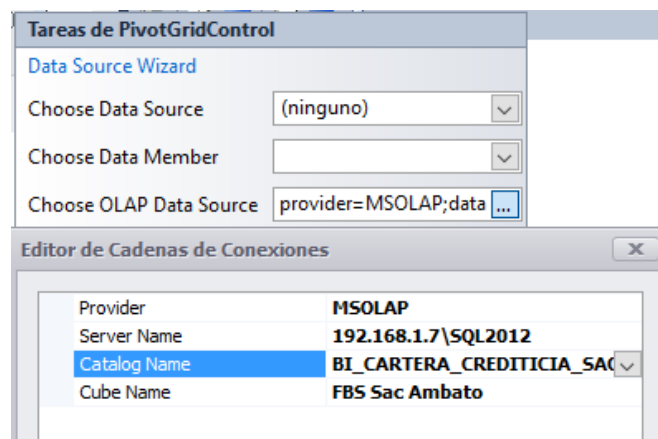 Tareas de PivotGridControl
Data Source Wizard
Choose Data Source (ninguno)
Choose Data Member
Choose OLAP Data Source provider=MSOLAP;data ...
Editor de Cadenas de Conexiones
Provider MSOLAP
Server Name 192.168.1.7\SQL2012
Catalog Name BI_CARTERA_CREDITICIA_SAC
Cube Name FBS Sac Ambato